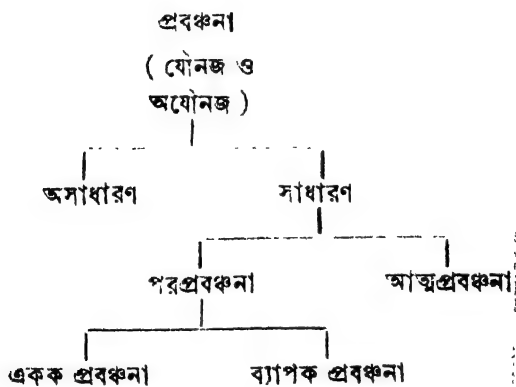 প্রবঞ্চনা
( যৌনজ ও
অযৌনজ )
অসাধারণ সাধারণ
পরপ্রবঞ্চনা আত্মপ্রবঞ্চনা
একক প্রবঞ্চনা ব্যাপক প্রবঞ্চনা